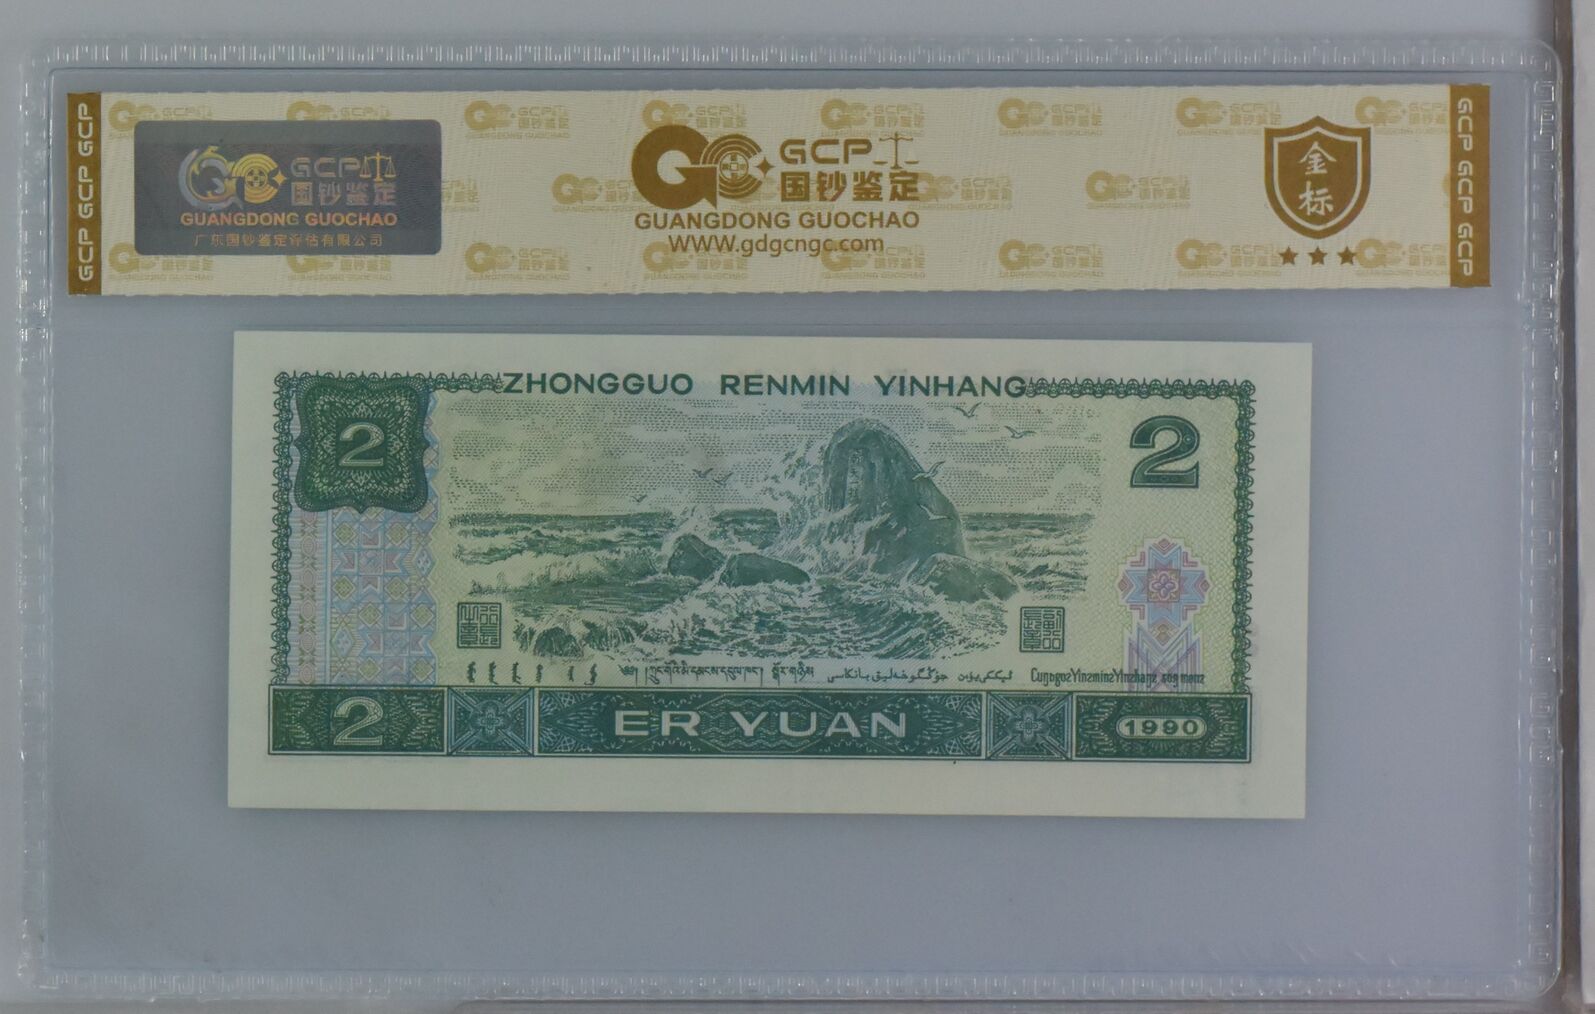 GCP GCP GCP
GCP 国钞鉴定
GUANGDONG GUOCHAO
广东国钞鉴定评估有限公司
GCP
国钞鉴定
GUANGDONG GUOCHAO
WWW.gdgcngc.com
金标
GCP GCP GCP
ZHONGGUO RENMIN YINHANG
2
2
2
ER YUAN
1990